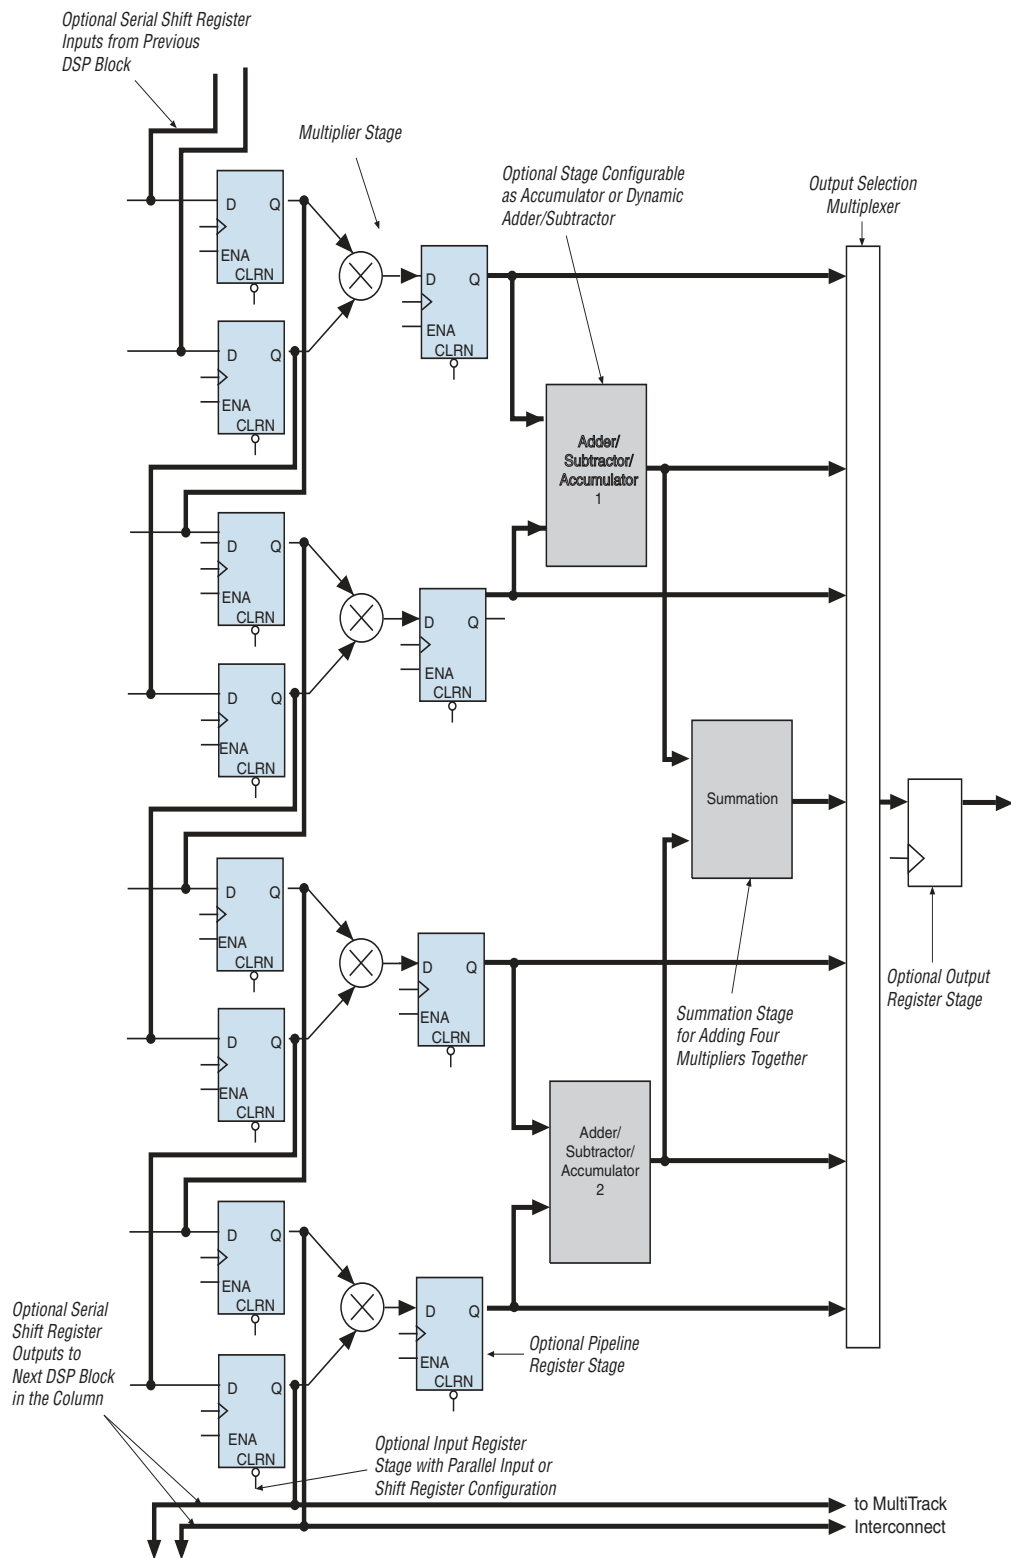 Optional Serial Shift Register
Inputs from Previous
DSP Block
Multiplier Stage
Optional Stage Configurable
as Accumulator or Dynamic
Adder/Subtractor
Output Selection
Multiplexer
D Q
ENA
CLRN
D Q
ENA
CLRN
D Q
ENA
CLRN
Adder/
Subtractor/
Accumulator
1
D Q
ENA
CLRN
D Q
ENA
CLRN
D Q
ENA
CLRN
Summation
D Q
ENA
CLRN
D Q
ENA
CLRN
D Q
ENA
CLRN
Summation Stage
for Adding Four
Multipliers Together
Optional Output
Register Stage
Adder/
Subtractor/
Accumulator
2
D Q
ENA
CLRN
D Q
ENA
CLRN
D Q
ENA
CLRN
Optional Pipeline
Register Stage
Optional Serial
Shift Register
Outputs to
Next DSP Block
in the Column
Optional Input Register
Stage with Parallel Input or
Shift Register Configuration
to MultiTrack
Interconnect